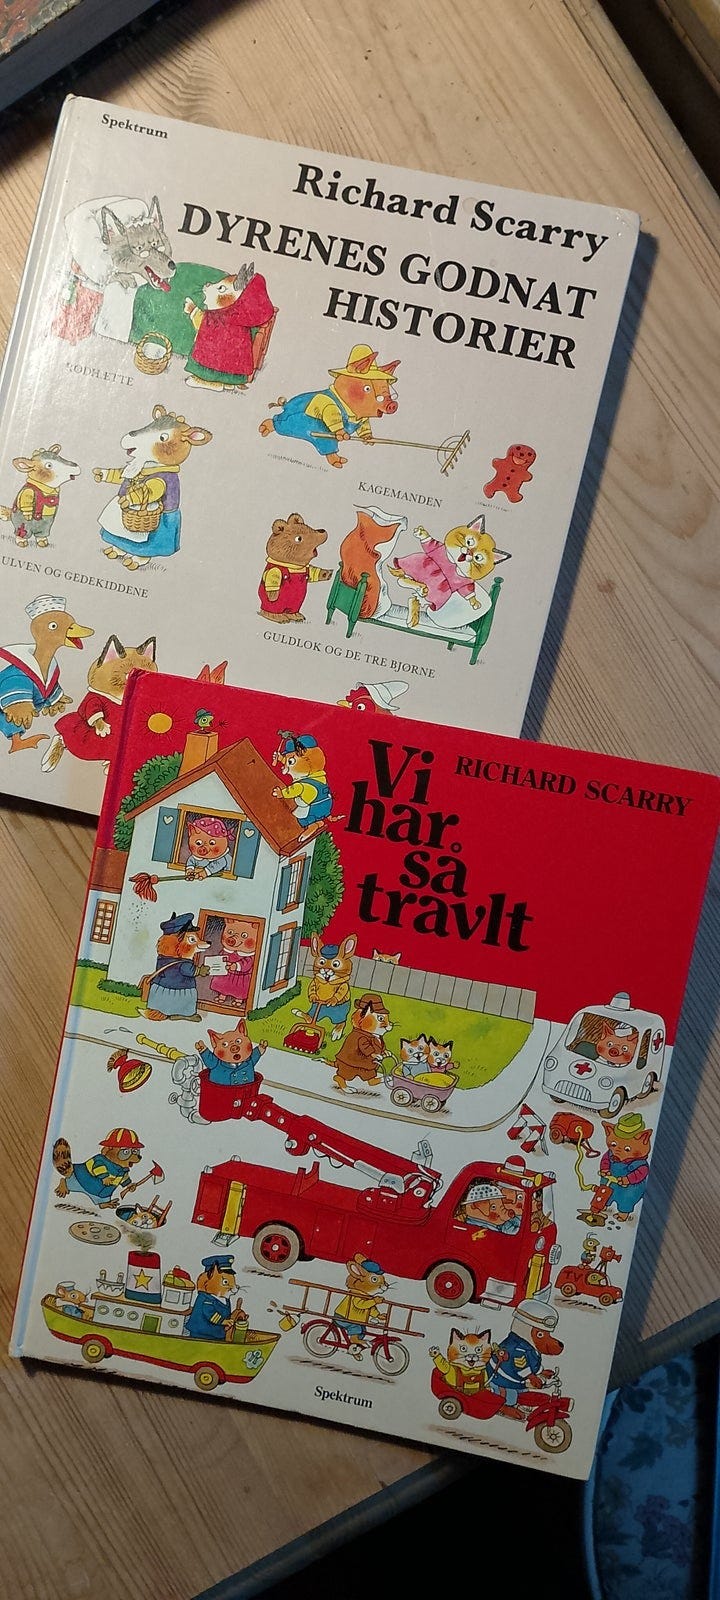 Spektrum
Richard Scarry
DYRENES GODNAT
HISTORIER
RØDHÆTTE
KAGEMANDEN
ULVEN OG GEDEKIDDENE
GULDLOK OG DE TRE BJØRNE
Vi
har
så
travlt
RICHARD SCARRY
TV
Spektrum